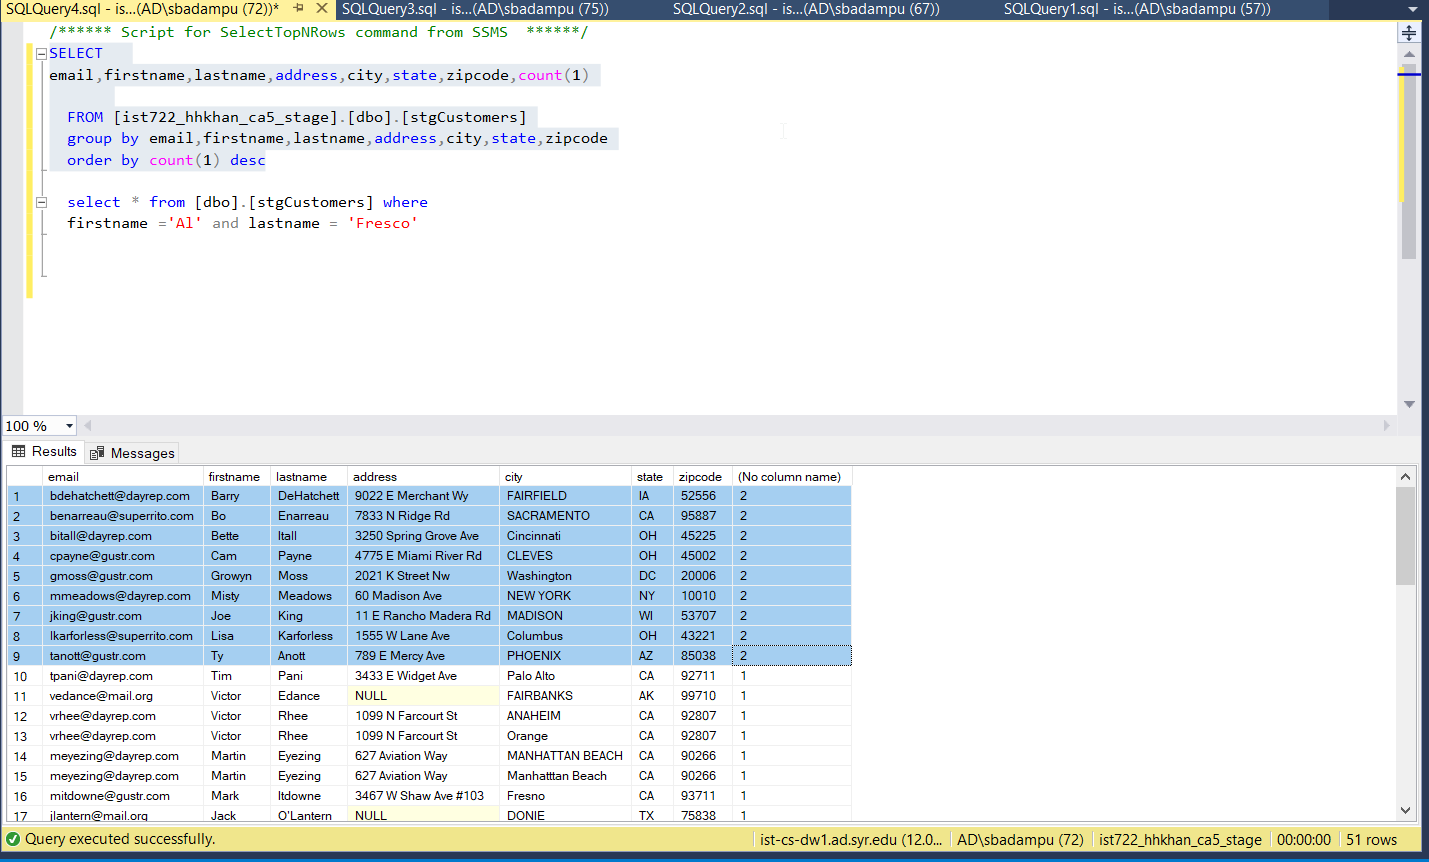 SQLQuery4.sql - is...(AD\sbadampu (72))* SQLQuery3.sql - is...(AD\sbadampu (75)) SQLQuery2.sql - is...(AD\sbadampu (67)) SQLQuery1.sql - is...(AD\sbadampu (57))
/****** Script for SelectTopNRows command from SSMS  ******/
SELECT
email,firstname,lastname,address,city,state,zipcode,count(1)
FROM [ist722_hhkhan_ca5_stage].[dbo].[stgCustomers]
group by email,firstname,lastname,address,city,state,zipcode
order by count(1) desc
select * from [dbo].[stgCustomers] where
firstname ='Al' and lastname = 'Fresco'
100 %
Results Messages
email firstname lastname address city state zipcode (No column name)
1 bdehatchett@dayrep.com Barry DeHatchett 9022 E Merchant Wy FAIRFIELD IA 52556 2
2 benarreau@superrito.com Bo Enarreau 7833 N Ridge Rd SACRAMENTO CA 95887 2
3 bitall@dayrep.com Bette Itall 3250 Spring Grove Ave Cincinnati OH 45225 2
4 cpayne@gustr.com Cam Payne 4775 E Miami River Rd CLEVES OH 45002 2
5 gmoss@gustr.com Growyn Moss 2021 K Street Nw Washington DC 20006 2
6 mmeadows@dayrep.com Misty Meadows 60 Madison Ave NEW YORK NY 10010 2
7 jking@gustr.com Joe King 11 E Rancho Madera Rd MADISON WI 53707 2
8 lkarforless@superrito.com Lisa Karforless 1555 W Lane Ave Columbus OH 43221 2
9 tanott@gustr.com Ty Anott 789 E Mercy Ave PHOENIX AZ 85038 2
10 tpani@dayrep.com Tim Pani 3433 E Widget Ave Palo Alto CA 92711 1
11 vedance@mail.org Victor Edance NULL FAIRBANKS AK 99710 1
12 vrhee@dayrep.com Victor Rhee 1099 N Farcourt St ANAHEIM CA 92807 1
13 vrhee@dayrep.com Victor Rhee 1099 N Farcourt St Orange CA 92807 1
14 meyezing@dayrep.com Martin Eyezing 627 Aviation Way MANHATTAN BEACH CA 90266 1
15 meyezing@dayrep.com Martin Eyezing 627 Aviation Way Manhatttan Beach CA 90266 1
16 mitdowne@gustr.com Mark Itdowne 3467 W Shaw Ave #103 Fresno CA 93711 1
17 jlantern@mail.org Jack O'Lantern NULL DONIE TX 75838 1
Query executed successfully. ist-cs-dw1.ad.syr.edu (12.0... AD\sbadampu (72) ist722_hhkhan_ca5_stage 00:00:00 51 rows